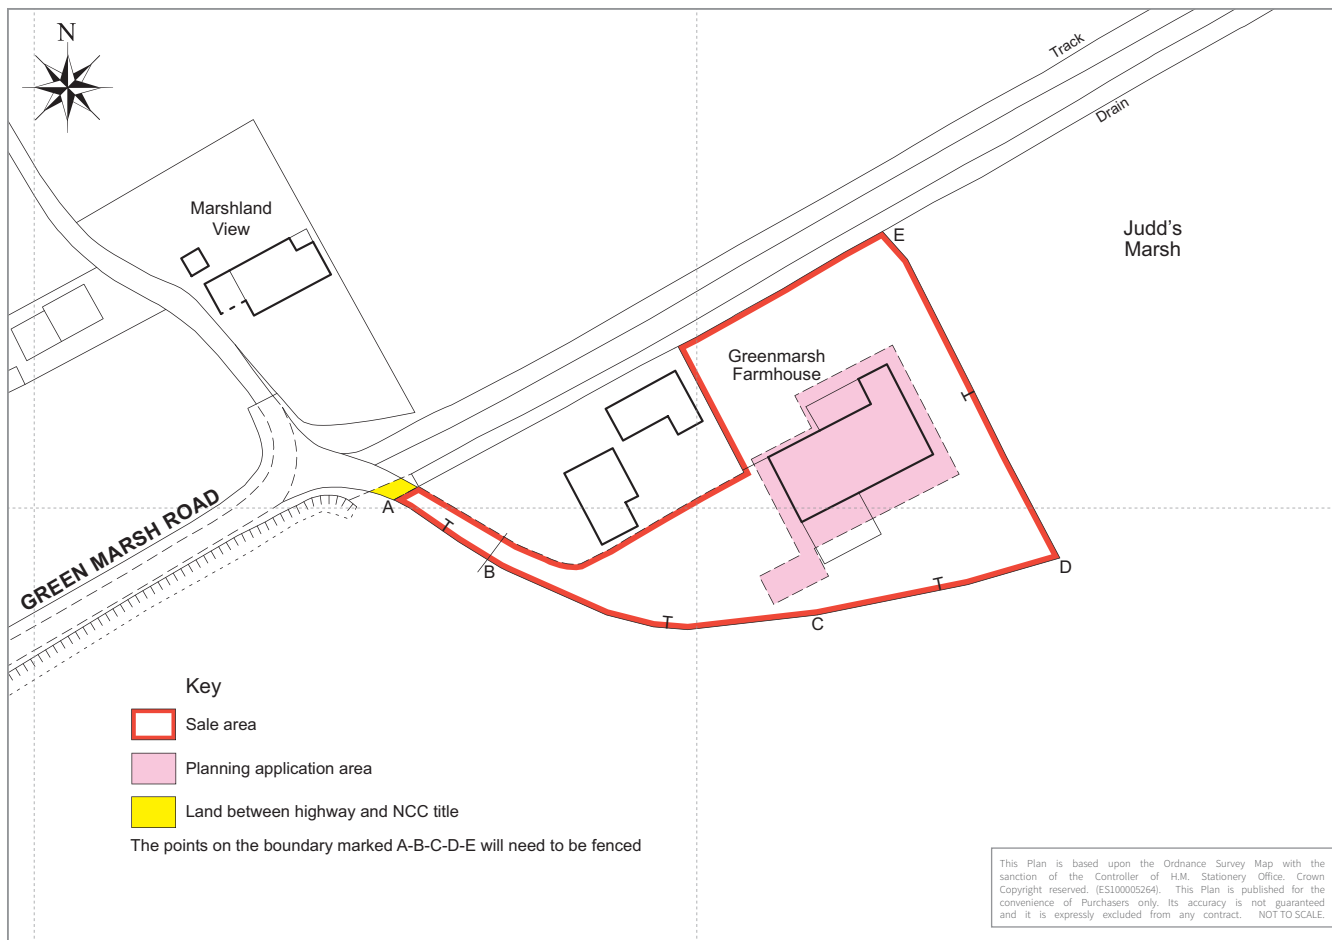 N
Track
Drain
Marshland
View
E
Judd's
Marsh
Greenmarsh
Farmhouse
T
A
T
B
GREEN MARSH ROAD
D
T
T
C
Key
Sale area
Planning application area
Land between highway and NCC title
The points on the boundary marked A-B-C-D-E will need to be fenced
This Plan is based upon the Ordnance Survey Map with the
sanction of the Controller of H.M. Stationery Office. Crown
Copyright reserved. (ES100005264). This Plan is published for the
convenience of Purchasers only. Its accuracy is not guaranteed
and it is expressly excluded from any contract. NOT TO SCALE.